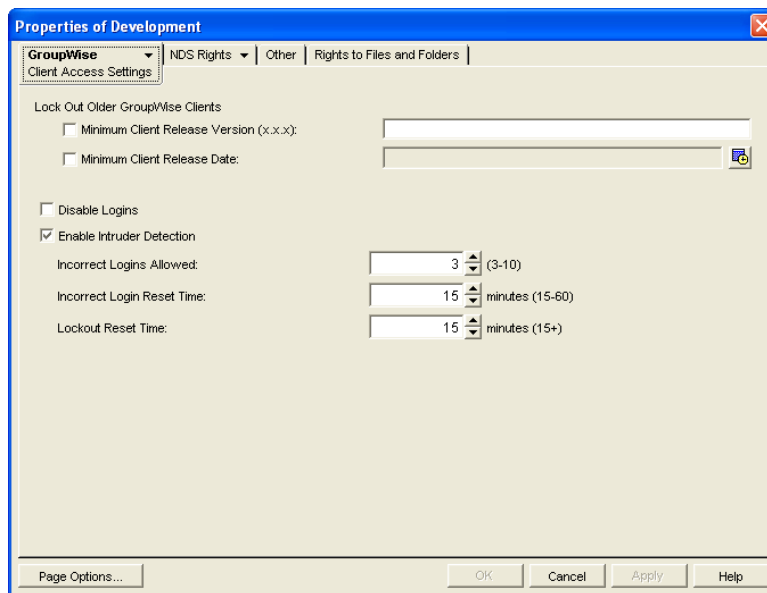 Properties of Development
GroupWise NDS Rights Other Rights to Files and Folders
Client Access Settings
Lock Out Older GroupWise Clients
Minimum Client Release Version (x.x.x):
Minimum Client Release Date:
Disable Logins
Enable Intruder Detection
Incorrect Logins Allowed: 3 (3-10)
Incorrect Login Reset Time: 15 minutes (15-60)
Lockout Reset Time: 15 minutes (15+)
Page Options... OK Cancel Apply Help